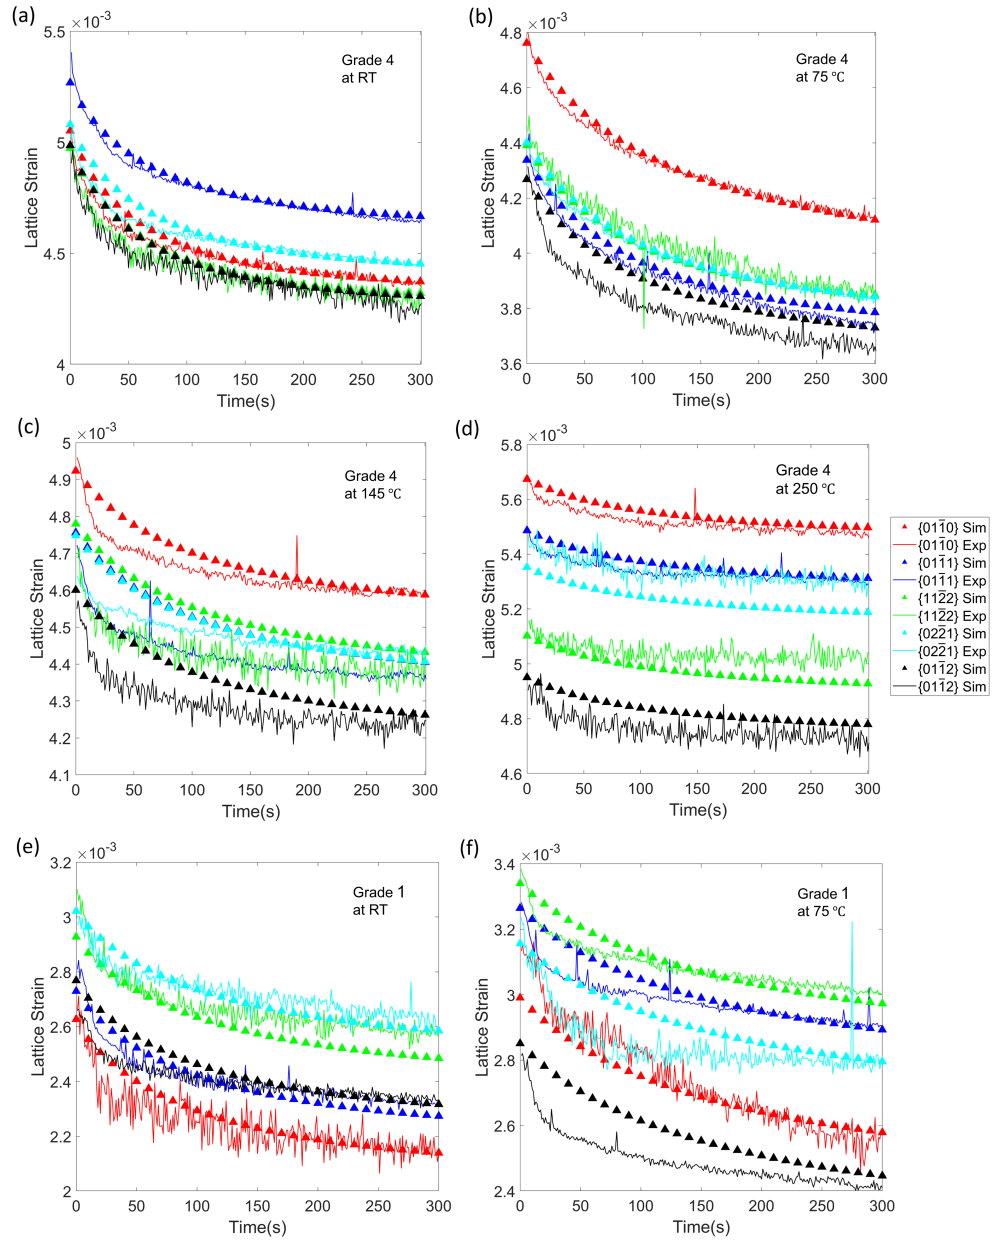 (a)
×10⁻³
5.5
5
4.5
4
Lattice Strain
Grade 4
at RT
0 50 100 150 200 250 300
Time(s)
(b)
×10⁻³
4.8
4.6
4.4
4.2
4
3.8
3.6
Lattice Strain
Grade 4
at 75 ℃
0 50 100 150 200 250 300
Time(s)
(c)
×10⁻³
5
4.9
4.8
4.7
4.6
4.5
4.4
4.3
4.2
4.1
Lattice Strain
Grade 4
at 145 ℃
0 50 100 150 200 250 300
Time(s)
(d)
×10⁻³
5.8
5.6
5.4
5.2
5
4.8
4.6
Lattice Strain
Grade 4
at 250 ℃
0 50 100 150 200 250 300
Time(s)
{011̅0} Sim
{011̅0} Exp
{011̅1} Sim
{011̅1} Exp
{112̅2} Sim
{112̅2} Exp
{022̅1} Sim
{022̅1} Exp
{011̅2} Sim
{011̅2} Exp
(e)
×10⁻³
3.2
3
2.8
2.6
2.4
2.2
2
Lattice Strain
Grade 1
at RT
0 50 100 150 200 250 300
Time(s)
(f)
×10⁻³
3.4
3.2
3
2.8
2.6
2.4
Lattice Strain
Grade 1
at 75 ℃
0 50 100 150 200 250 300
Time(s)